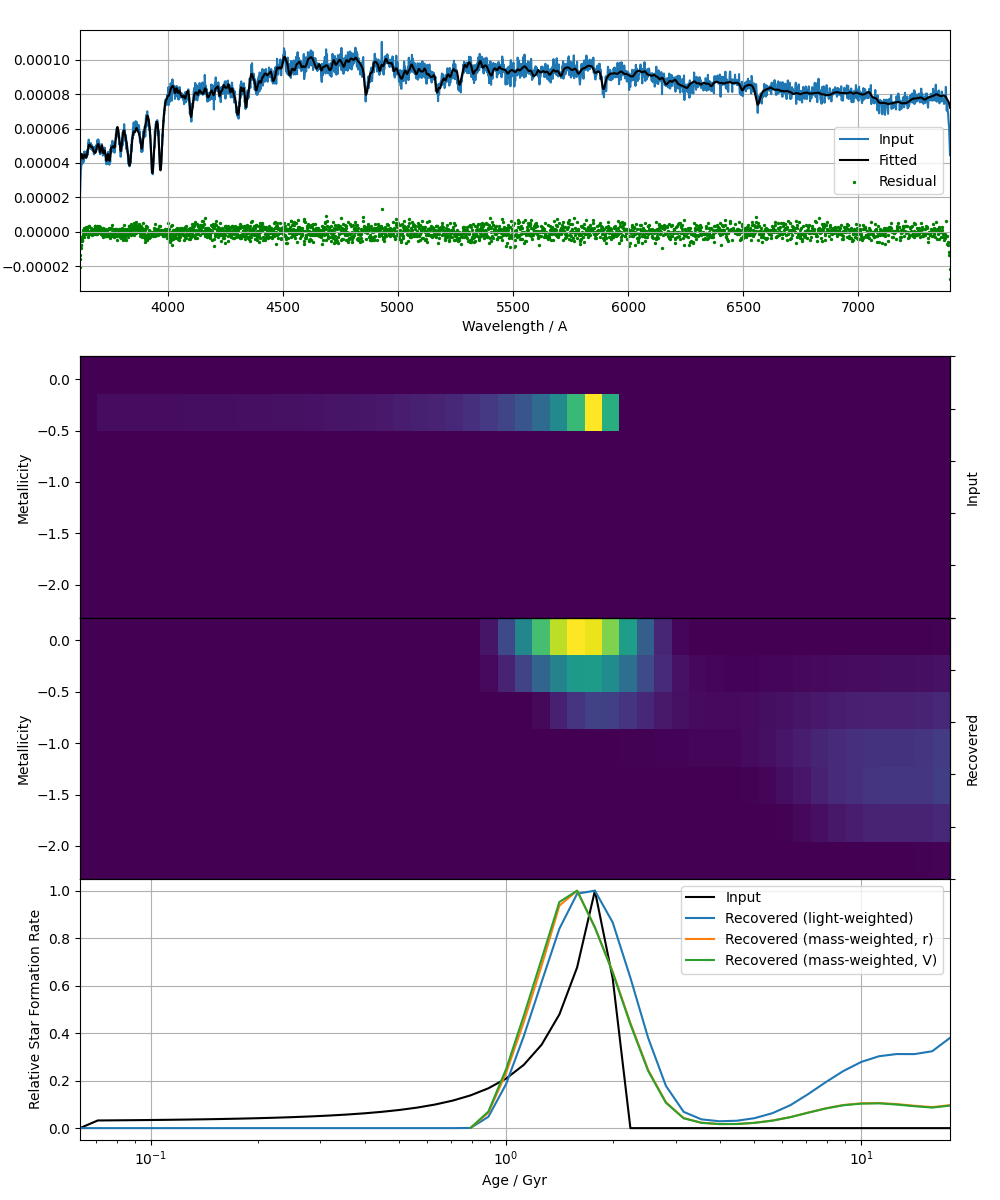 0.00010
0.00008
0.00006
0.00004
0.00002
0.00000
−0.00002
Input
Fitted
Residual
4000 4500 5000 5500 6000 6500 7000
Wavelength / A
0.0
−0.5
−1.0
−1.5
−2.0
Metallicity
Input
0.0
−0.5
−1.0
−1.5
−2.0
Metallicity
Recovered
1.0
0.8
0.6
0.4
0.2
0.0
Relative Star Formation Rate
Input
Recovered (light-weighted)
Recovered (mass-weighted, r)
Recovered (mass-weighted, V)
10⁻¹ 10⁰ 10¹
Age / Gyr